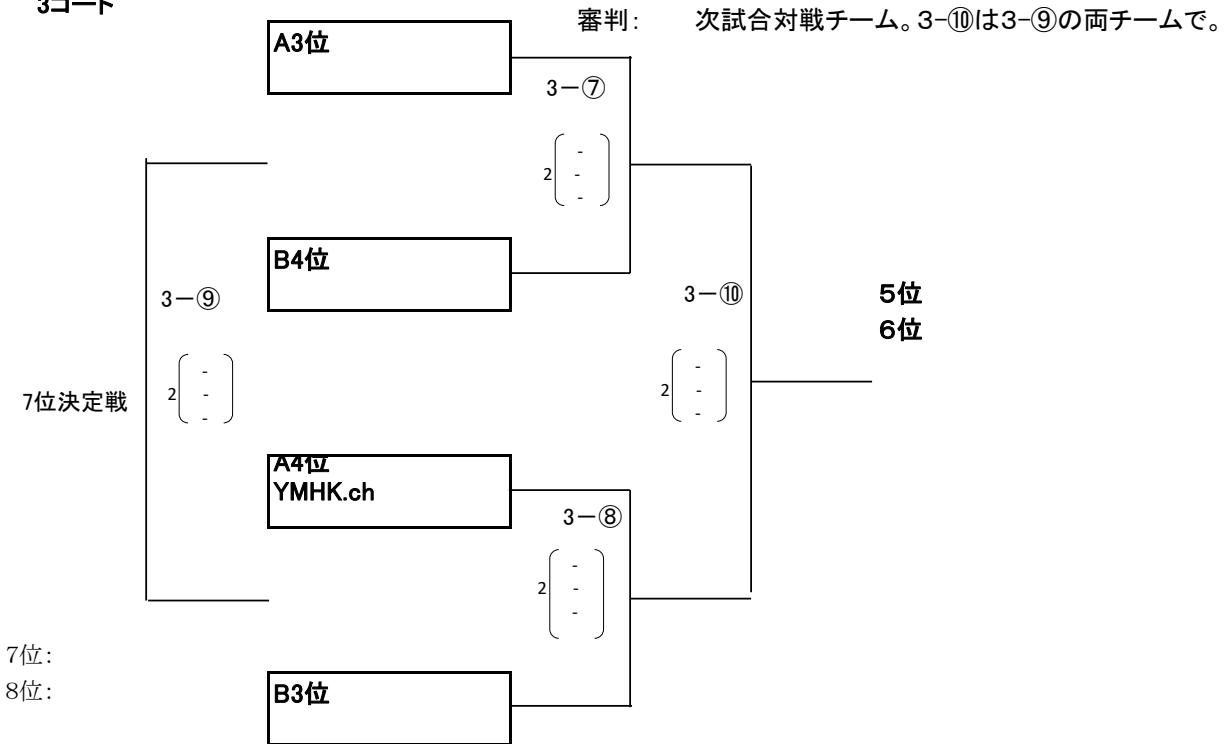 3コート
審判： 次試合対戦チーム。3-⑩は3-⑨の両チームで。
A3位
3－⑦
-
2 -
-
B4位
3－⑨
3－⑩
5位
6位
-
2 -
-
-
2 -
-
7位決定戦
A4位
YMHK.ch
3－⑧
-
2 -
-
7位：
8位：
B3位